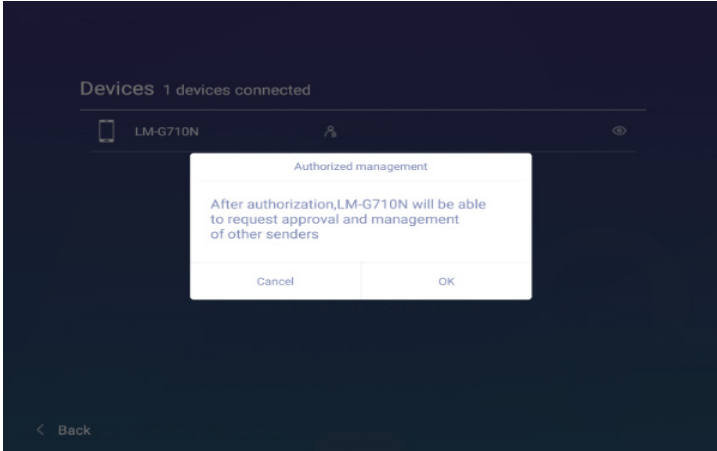 Devices 1 devices connected
LM-G710N
Authorized management
After authorization,LM-G710N will be able
to request approval and management
of other senders
Cancel OK
< Back